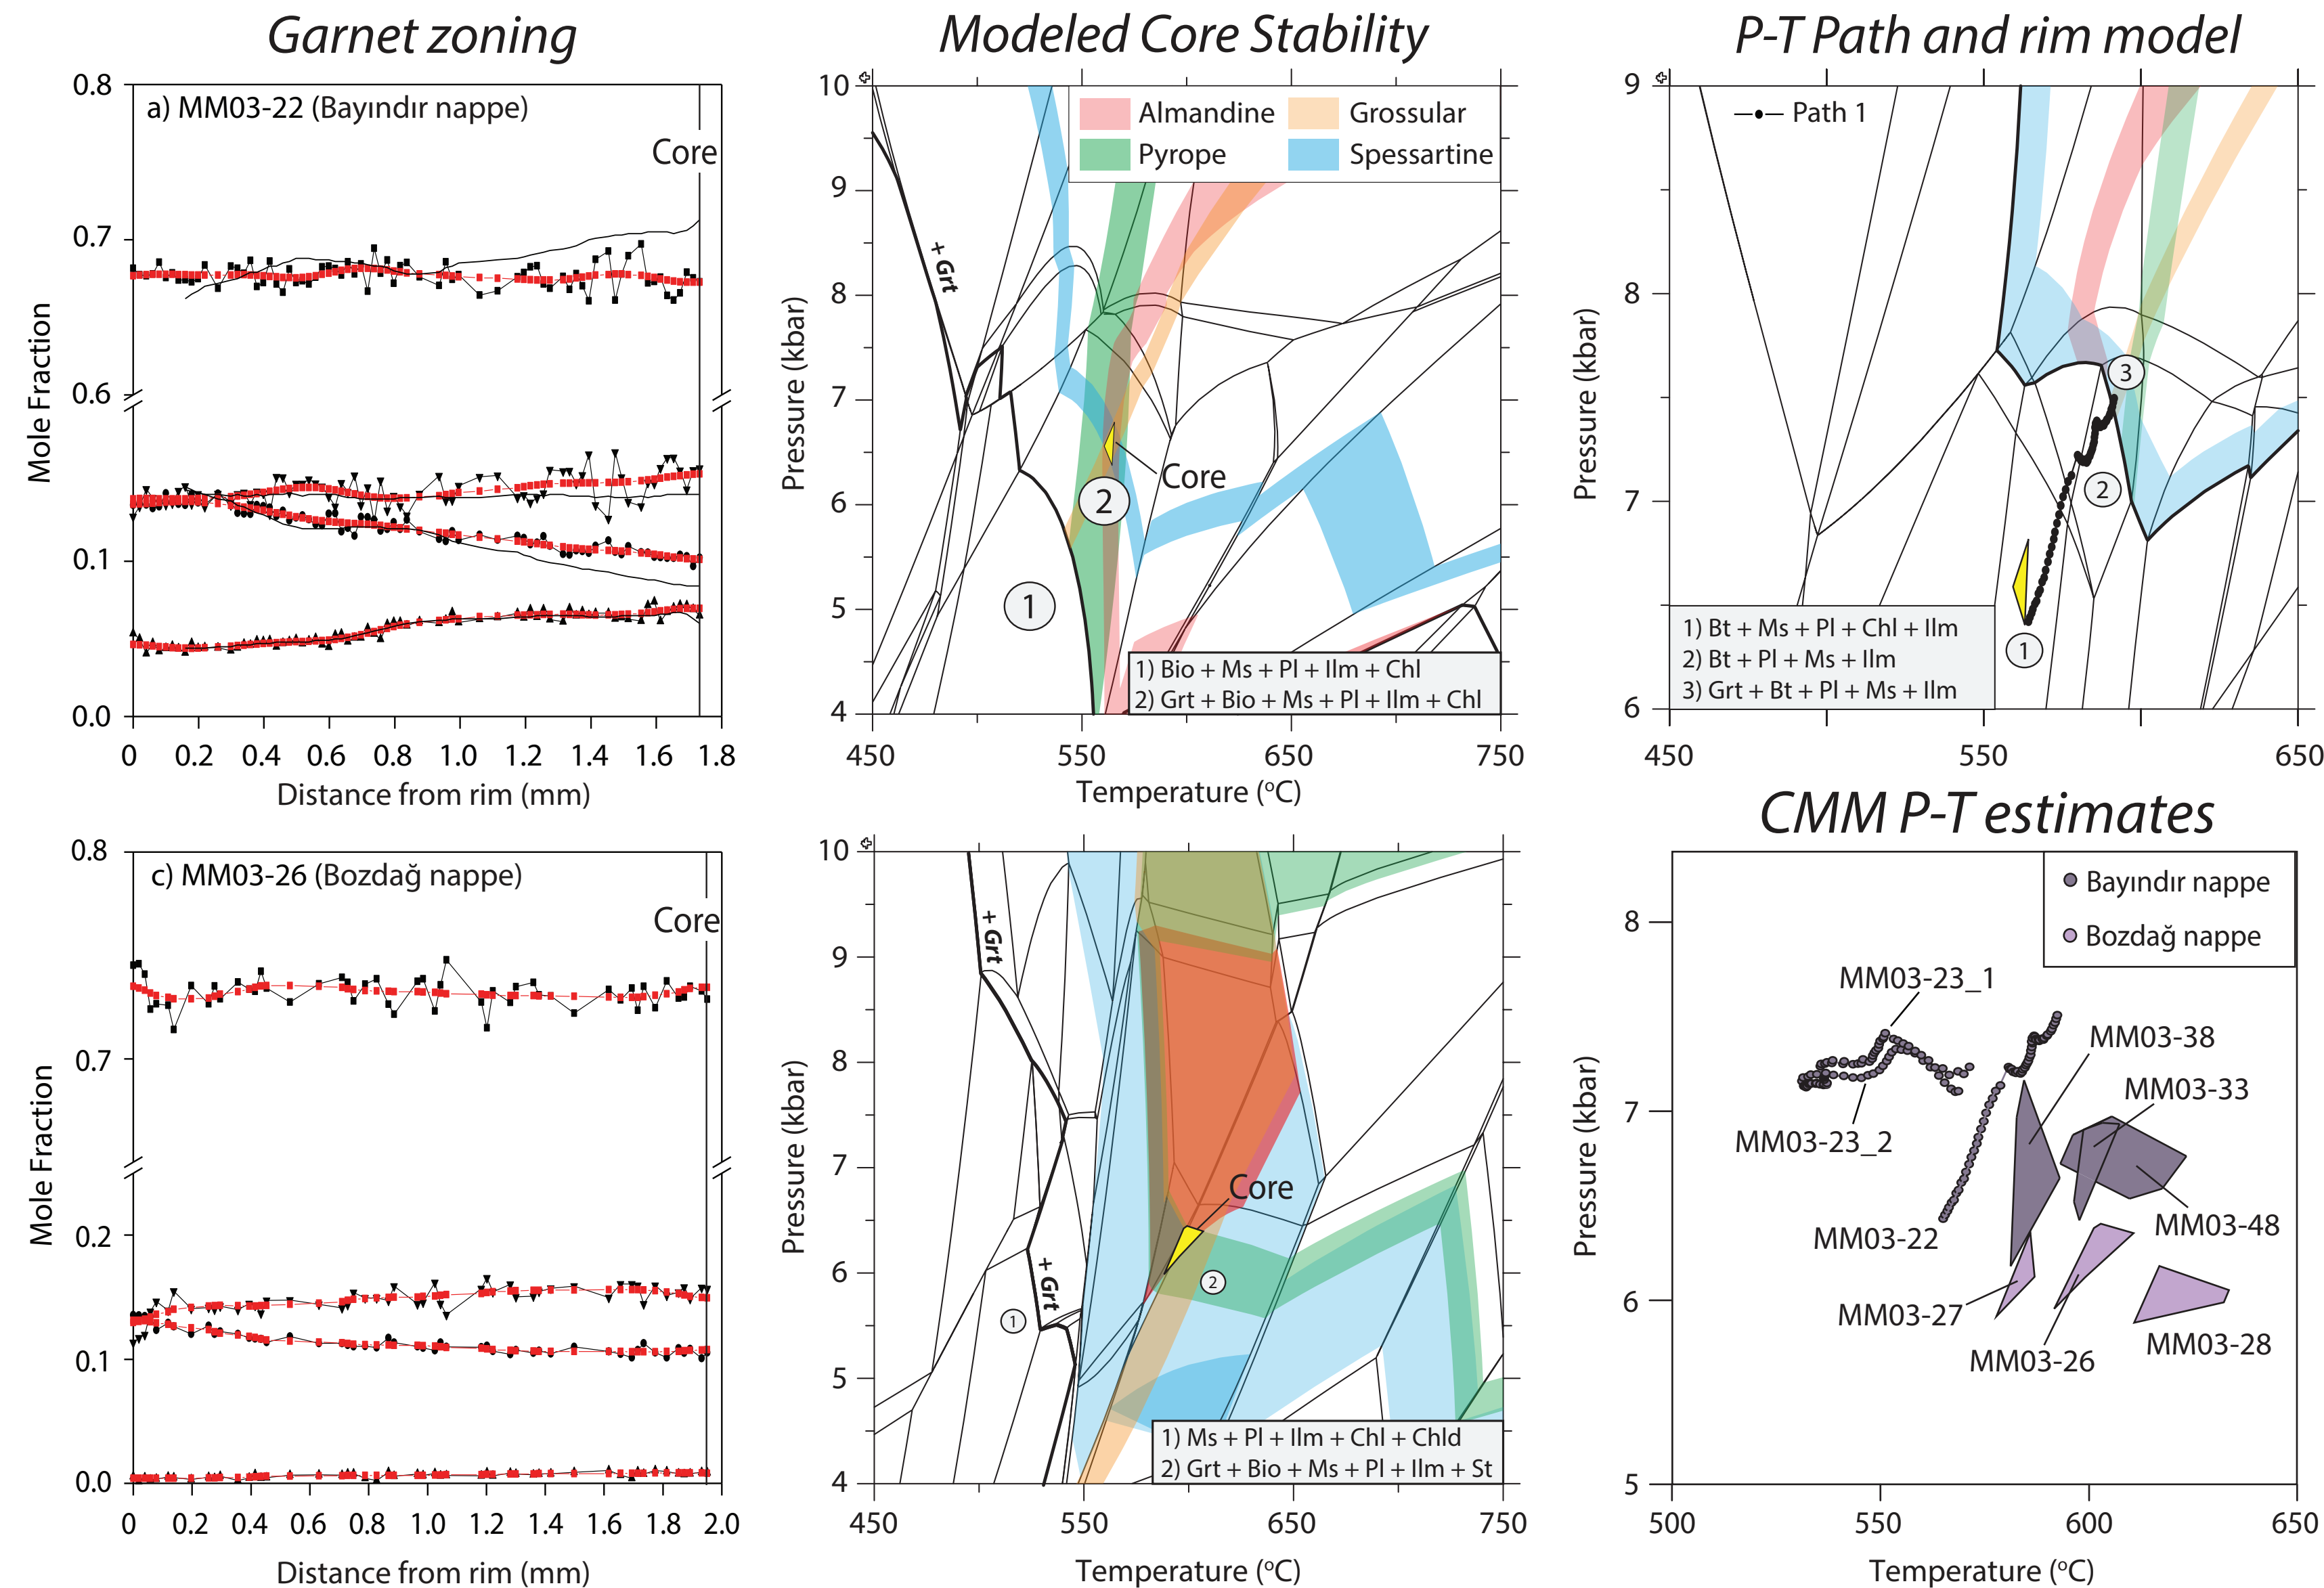 Garnet zoning
Modeled Core Stability
P-T Path and rim model
a) MM03-22 (Bayındır nappe)
Core
0.8
0.7
0.6
0.1
0.0
Mole Fraction
0 0.2 0.4 0.6 0.8 1.0 1.2 1.4 1.6 1.8
Distance from rim (mm)
Almandine
Grossular
Pyrope
Spessartine
+ Grt
Core
1
2
1) Bio + Ms + Pl + Ilm + Chl
2) Grt + Bio + Ms + Pl + Ilm + Chl
10
9
8
7
6
5
4
Pressure (kbar)
450 550 650 750
Temperature (ºC)
Path 1
3
2
1
1) Bt + Ms + Pl + Chl + Ilm
2) Bt + Pl + Ms + Ilm
3) Grt + Bt + Pl + Ms + Ilm
9
8
7
6
Pressure (kbar)
450 550 650
c) MM03-26 (Bozdağ nappe)
Core
0.8
0.7
0.2
0.1
0.0
Mole Fraction
0 0.2 0.4 0.6 0.8 1.0 1.2 1.4 1.6 1.8 2.0
Distance from rim (mm)
+ Grt
+ Grt
Core
1
2
1) Ms + Pl + Ilm + Chl + Chld
2) Grt + Bio + Ms + Pl + Ilm + St
10
9
8
7
6
5
4
Pressure (kbar)
450 550 650 750
Temperature (ºC)
CMM P-T estimates
Bayındır nappe
Bozdağ nappe
MM03-23_1
MM03-38
MM03-33
MM03-23_2
MM03-48
MM03-22
MM03-27
MM03-26
MM03-28
8
7
6
5
Pressure (kbar)
500 550 600 650
Temperature (ºC)